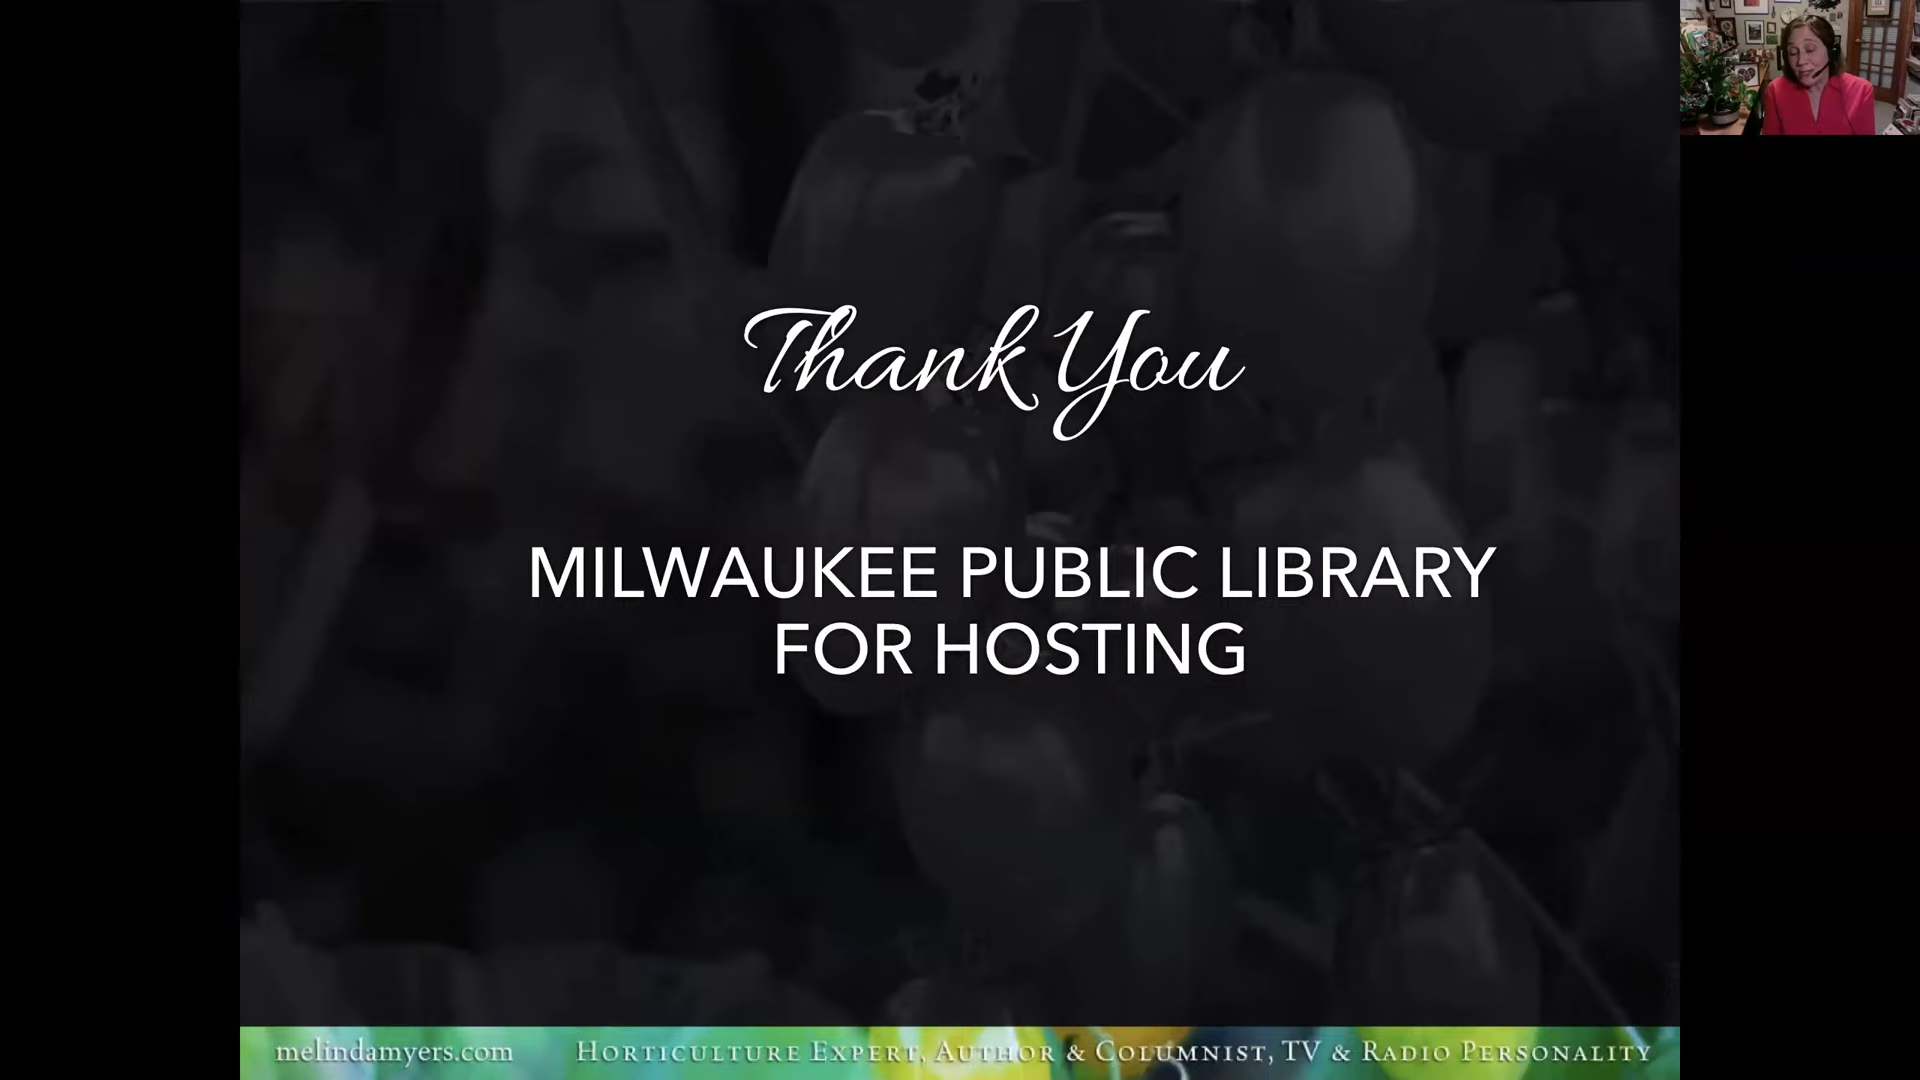 Thank You
MILWAUKEE PUBLIC LIBRARY
FOR HOSTING
melindamyers.com HORTICULTURE EXPERT, AUTHOR & COLUMNIST, TV & RADIO PERSONALITY